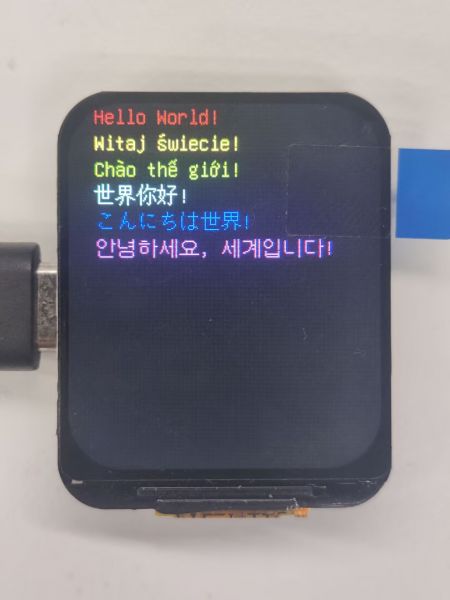 Hello World!
Witaj świecie!
Chào thế giới!
世界你好!
こんにちは世界!
안녕하세요, 세계입니다!